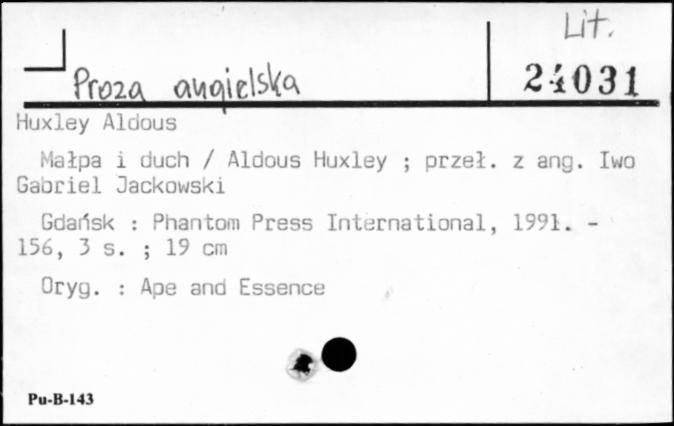 Lit.
Proza angielska
24031
Huxley Aldous
Małpa i duch / Aldous Huxley ; przeł. z ang. Iwo
Gabriel Jackowski
Gdańsk : Phantom Press International, 1991. -
156, 3 s. ; 19 cm
Oryg. : Ape and Essence
Pu-B-143